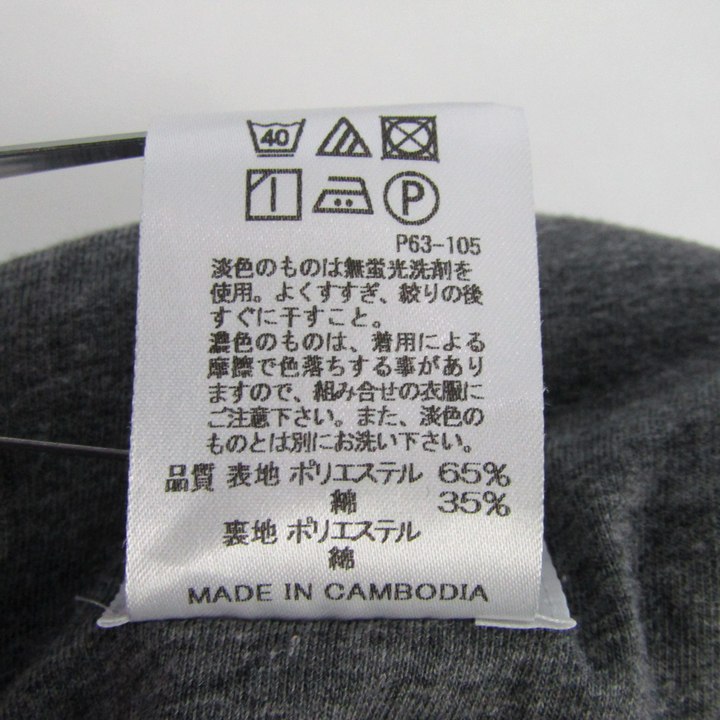 40
P
P63-105
淡色のものは無蛍光洗剤を
使用。よくすすぎ、絞りの後
すぐに干すこと。
濃色のものは、着用による
摩擦で色落ちする事があり
ますので、組み合せの衣服に
ご注意下さい。また、淡色の
ものとは別にお洗い下さい。
品質 表地 ポリエステル 65%
綿 35%
裏地 ポリエステル
綿
MADE IN CAMBODIA